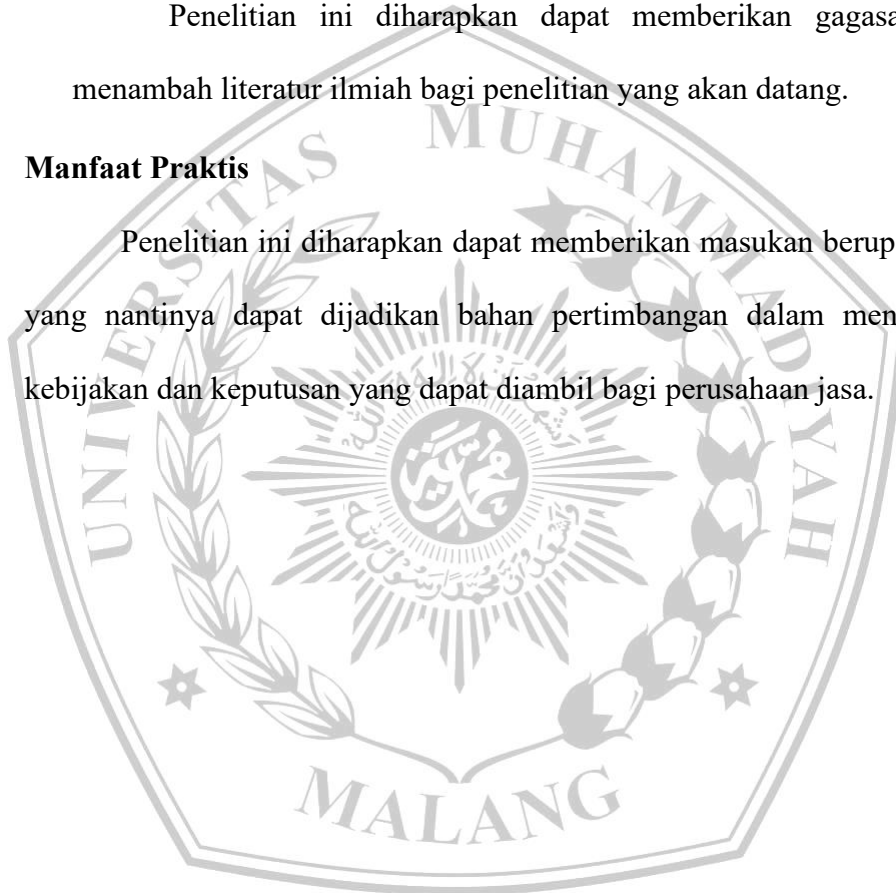 Penelitian ini diharapkan dapat memberikan gagasa
menambah literatur ilmiah bagi penelitian yang akan datang.
Manfaat Praktis
Penelitian ini diharapkan dapat memberikan masukan berup
yang nantinya dapat dijadikan bahan pertimbangan dalam men
kebijakan dan keputusan yang dapat diambil bagi perusahaan jasa.
UNIVERSITAS MUHAMMADIYAH
MALANG